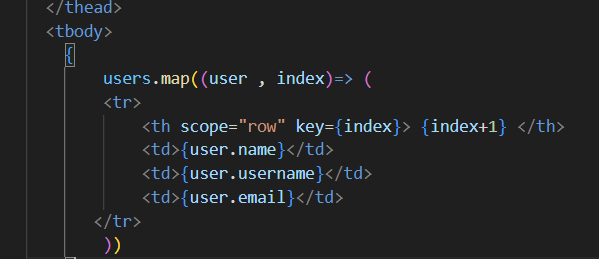 </thead>
<tbody>
{
users.map((user , index)=> (
<tr>
<th scope="row" key={index}> {index+1} </th>
<td>{user.name}</td>
<td>{user.username}</td>
<td>{user.email}</td>
</tr>
))